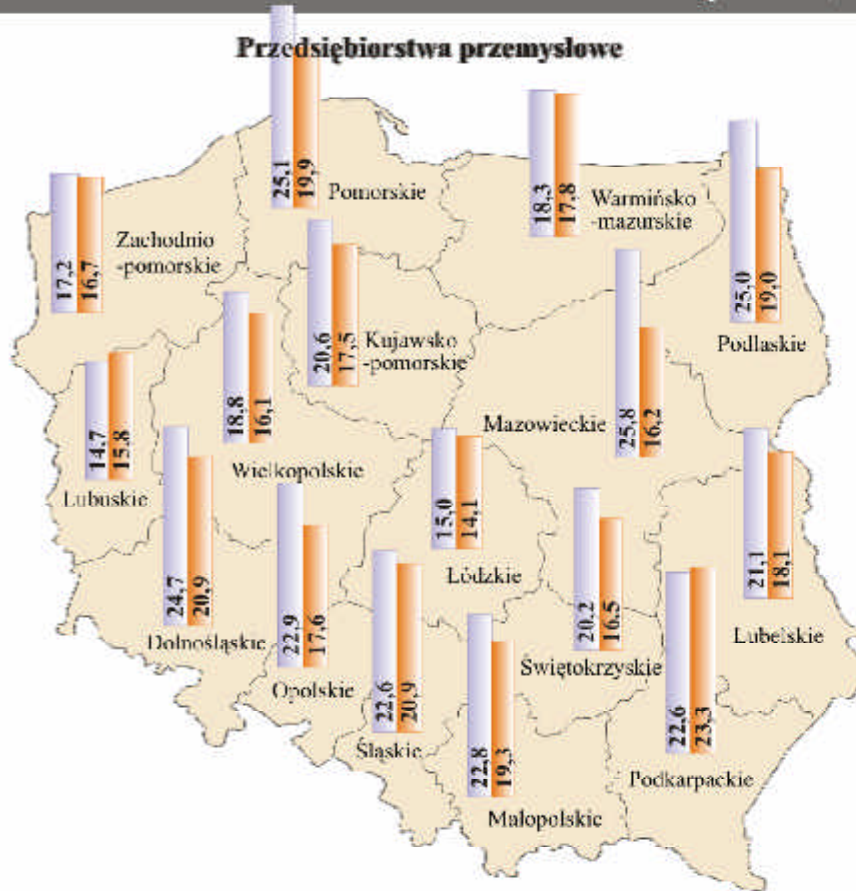 Przedsiębiorstwa przemysłowe
25,1
19,9
Pomorskie
18,3
17,8
Warmińsko
-mazurskie
17,2
16,7
Zachodnio
-pomorskie
25,0
19,0
Podlaskie
20,6
17,5
Kujawsko
-pomorskie
18,8
16,1
Wielkopolskie
25,8
16,2
Mazowieckie
14,7
15,8
Lubuskie
15,0
14,1
Łódzkie
24,7
20,9
Dolnośląskie
22,9
17,6
Opolskie
20,2
16,5
Świętokrzyskie
21,1
18,1
Lubelskie
22,6
20,9
Śląskie
22,8
19,3
Małopolskie
22,6
23,3
Podkarpackie